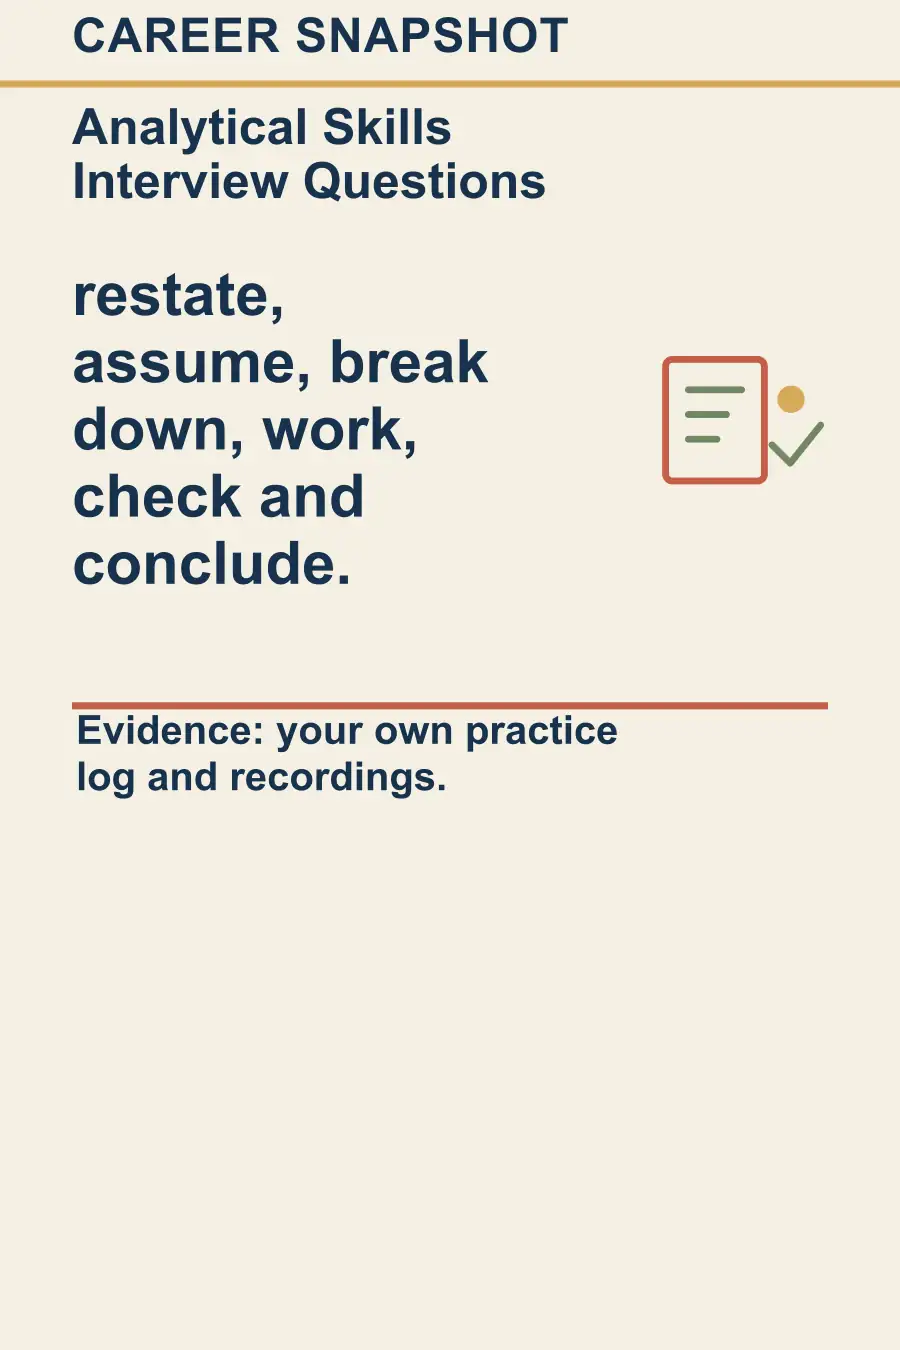 CAREER SNAPSHOT
Analytical Skills
Interview Questions
restate,
assume, break
down, work,
check and
conclude.
Evidence: your own practice
log and recordings.